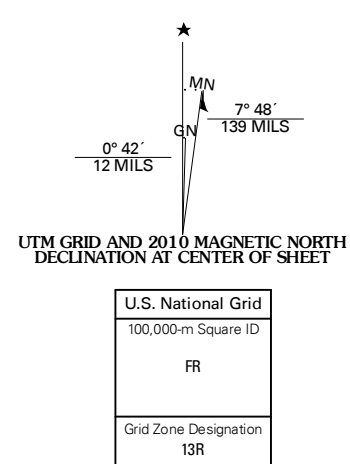 MN
7° 48´
139 MILS
GN
0° 42´
12 MILS
UTM GRID AND 2010 MAGNETIC NORTH
DECLINATION AT CENTER OF SHEET
U.S. National Grid
100,000-m Square ID
FR
Grid Zone Designation
13R